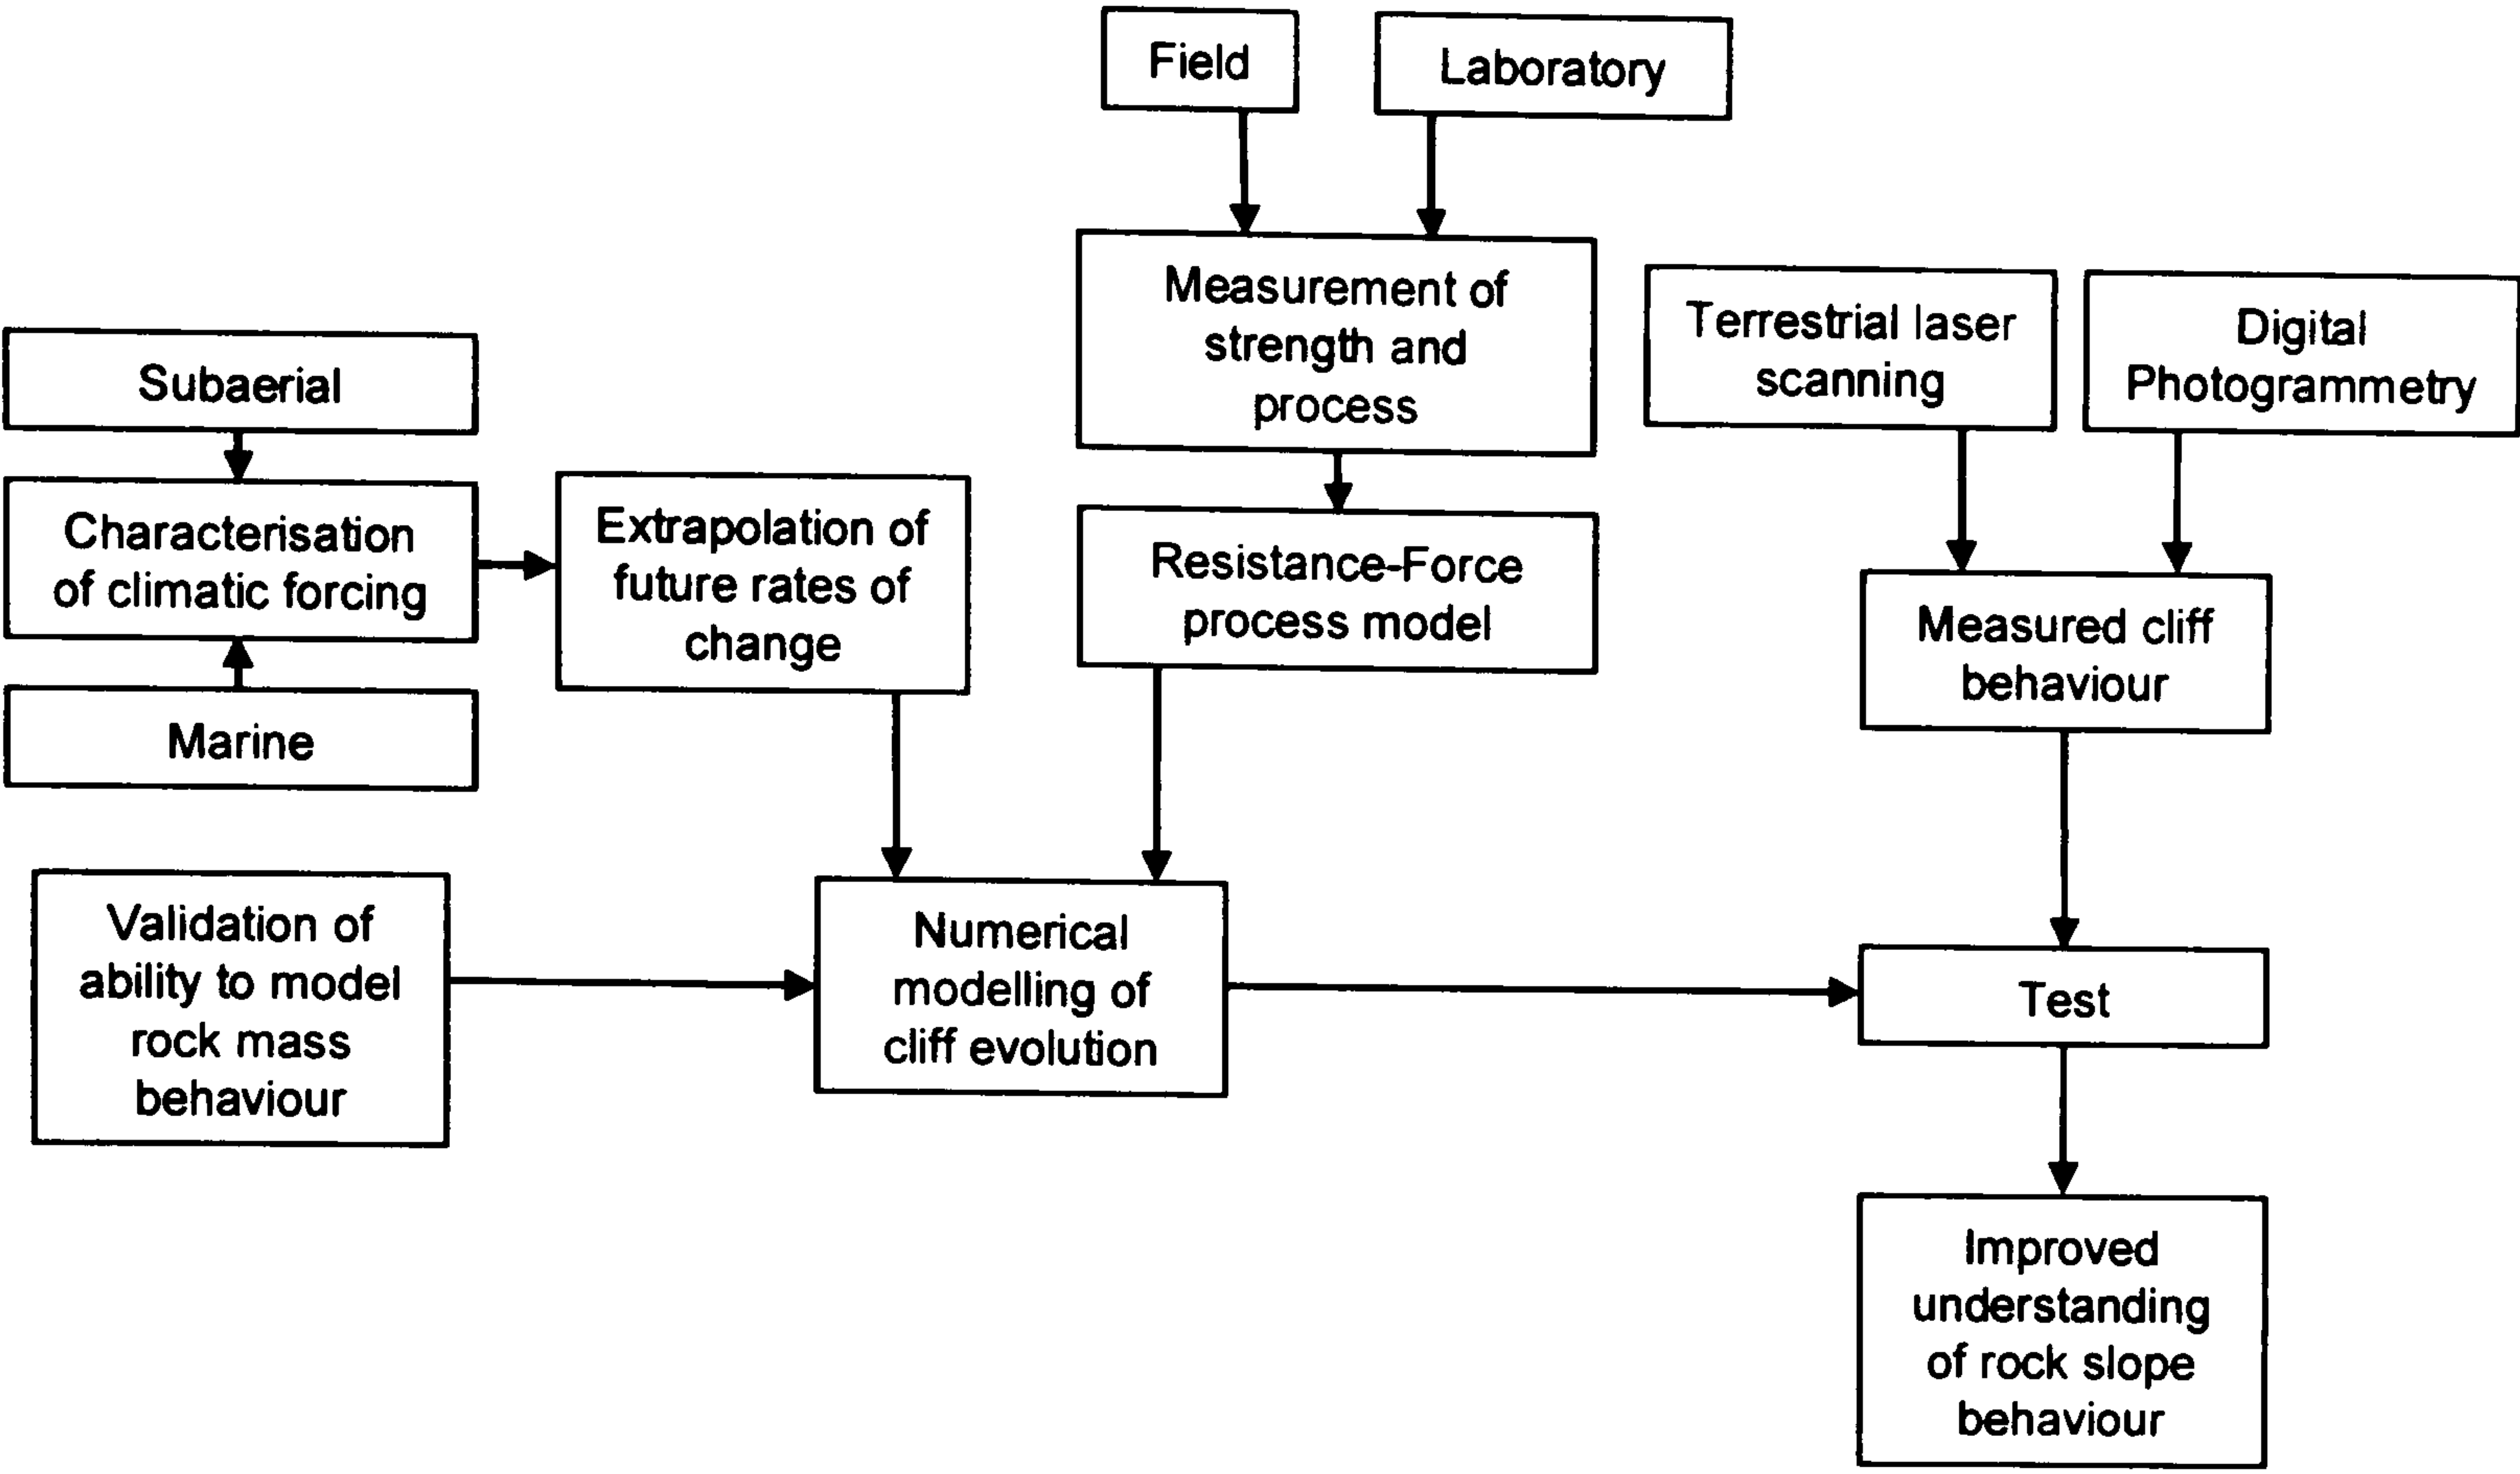 Field
Laboratory
Measurement of
strength and
process
Terrestrial laser
scanning
Digital
Photogrammetry
Subaerial
Characterisation
of climatic forcing
Extrapolation of
future rates of
change
Resistance-Force
process model
Measured cliff
behaviour
Marine
Validation of
ability to model
rock mass
behaviour
Numerical
modelling of
cliff evolution
Test
Improved
understanding
of rock slope
behaviour